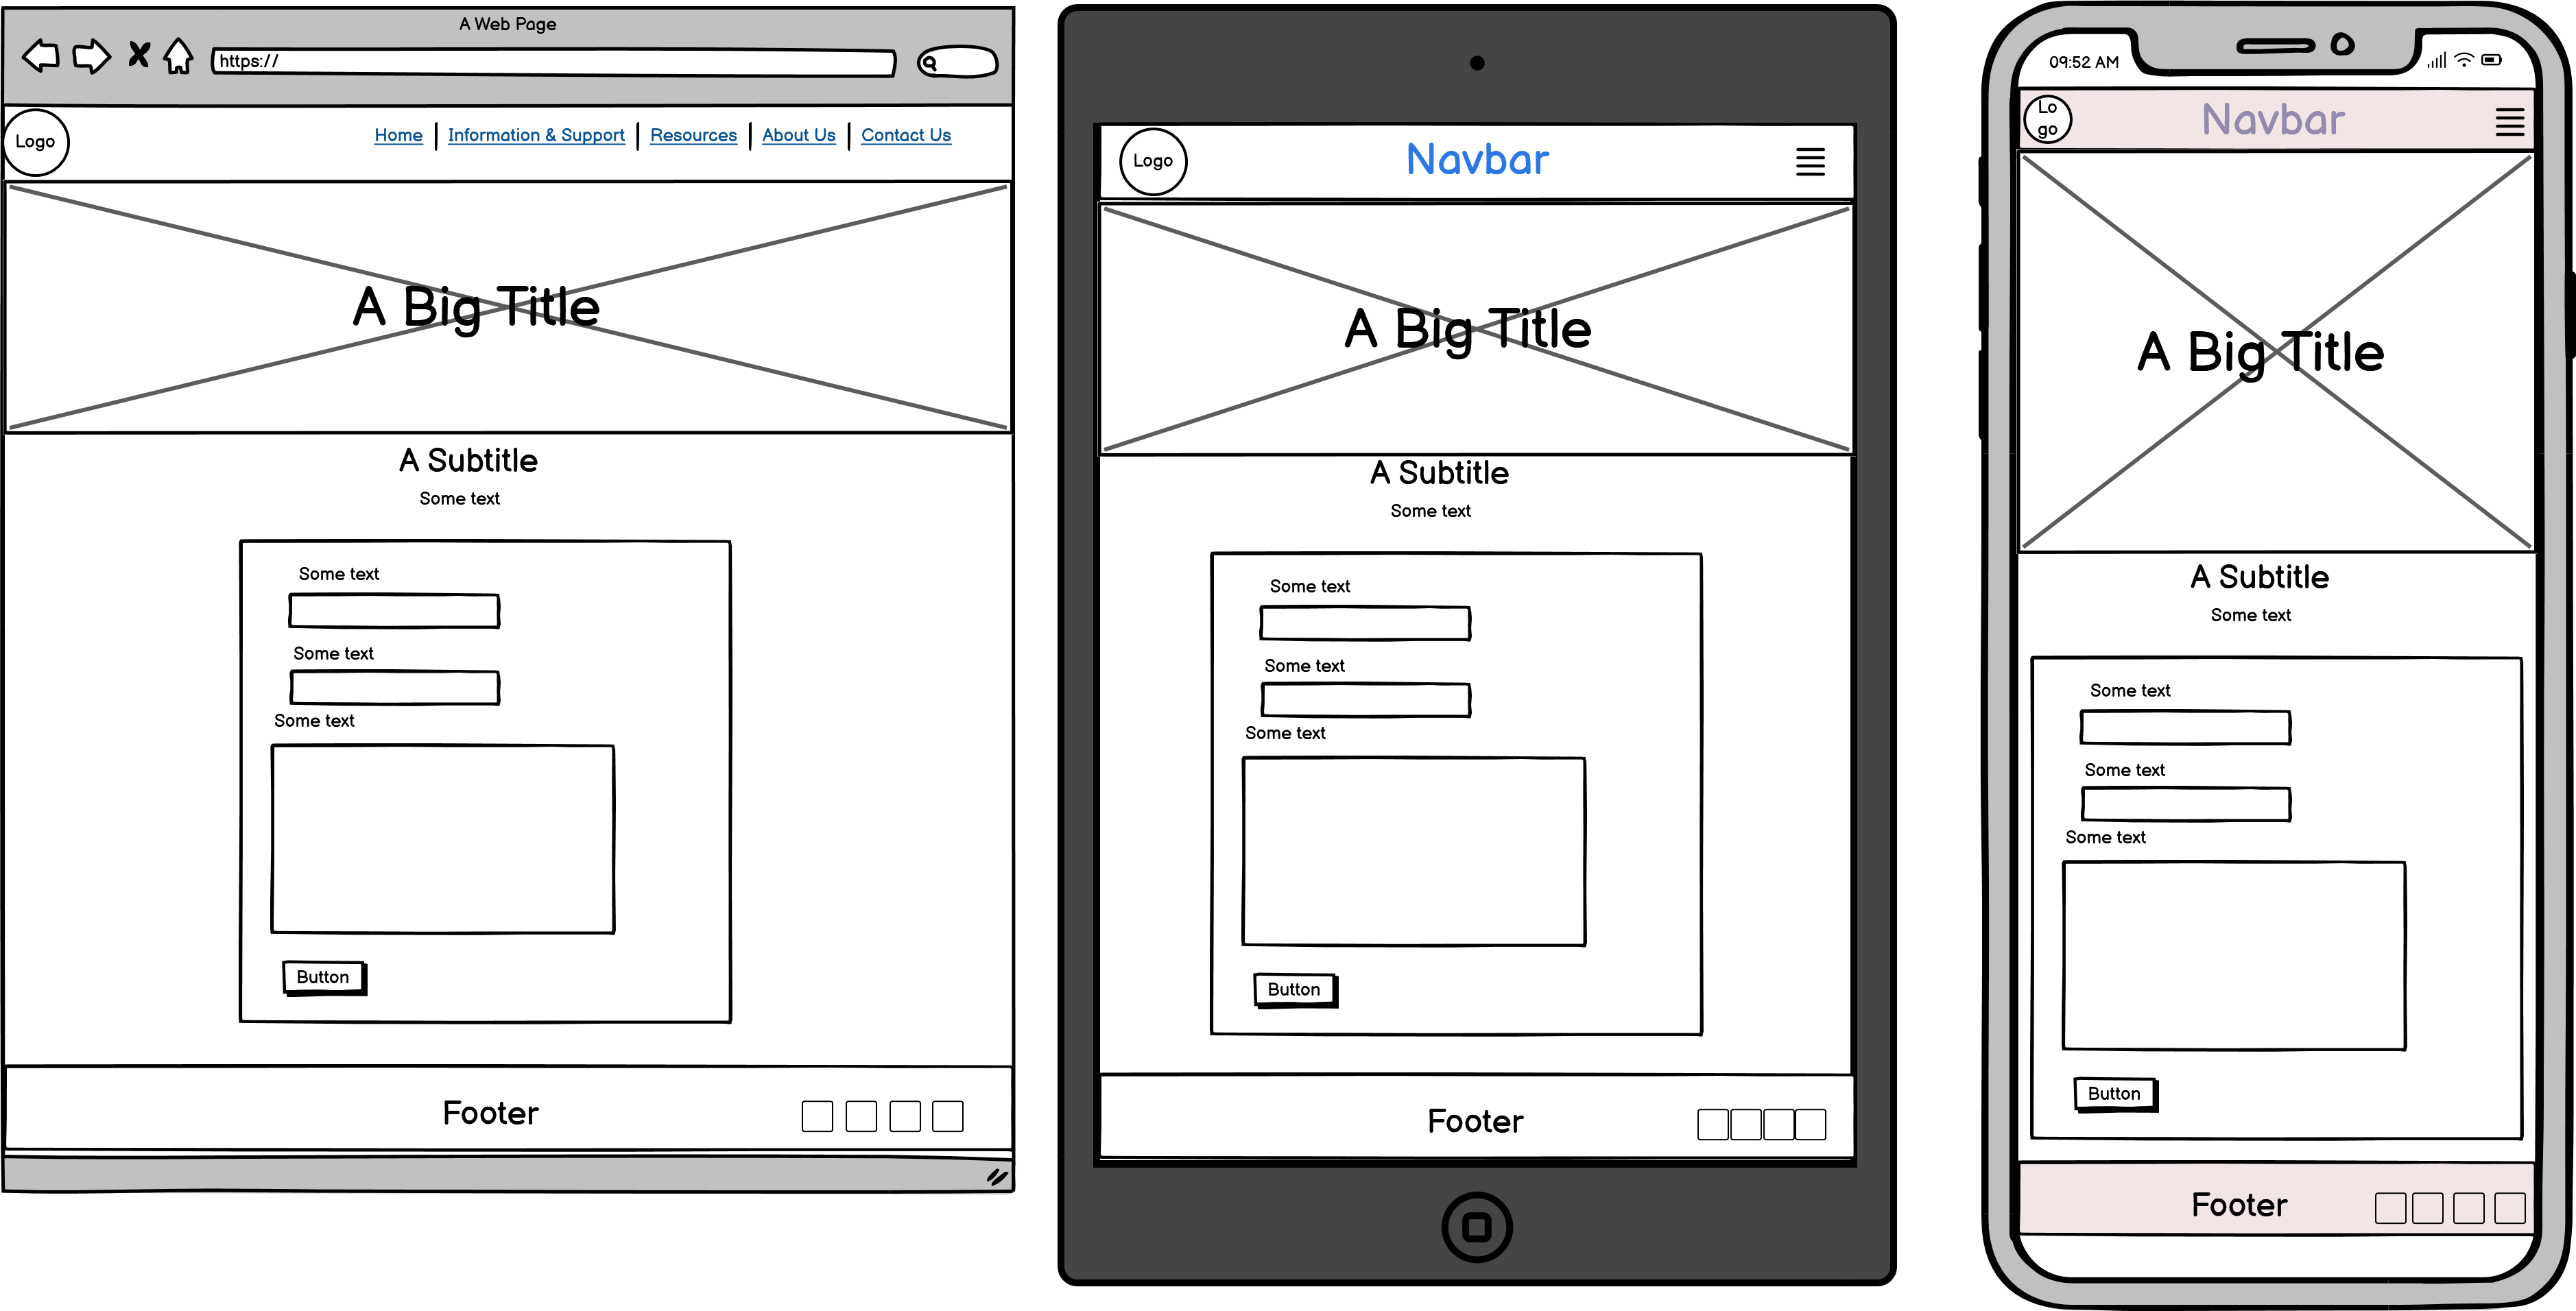 A Web Page
https://
Logo
Home | Information & Support | Resources | About Us | Contact Us
A Big Title
A Subtitle
Some text
Some text
Some text
Some text
Button
Footer
Logo
Navbar
A Big Title
A Subtitle
Some text
Some text
Some text
Some text
Button
Footer
09:52 AM
Lo
go
Navbar
A Big Title
A Subtitle
Some text
Some text
Some text
Some text
Button
Footer